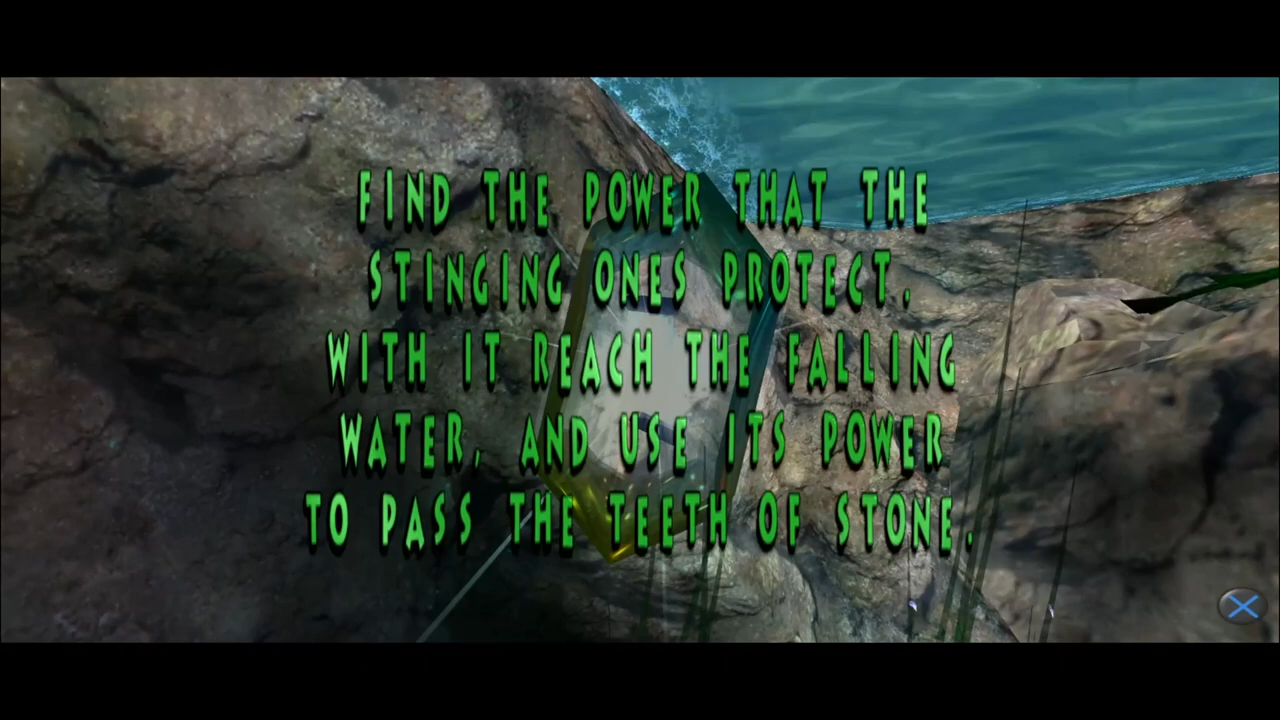 FIND THE POWER THAT THE
STINGING ONES PROTECT.
WITH IT REACH THE FALLING
WATER, AND USE ITS POWER
TO PASS THE TEETH OF STONE.